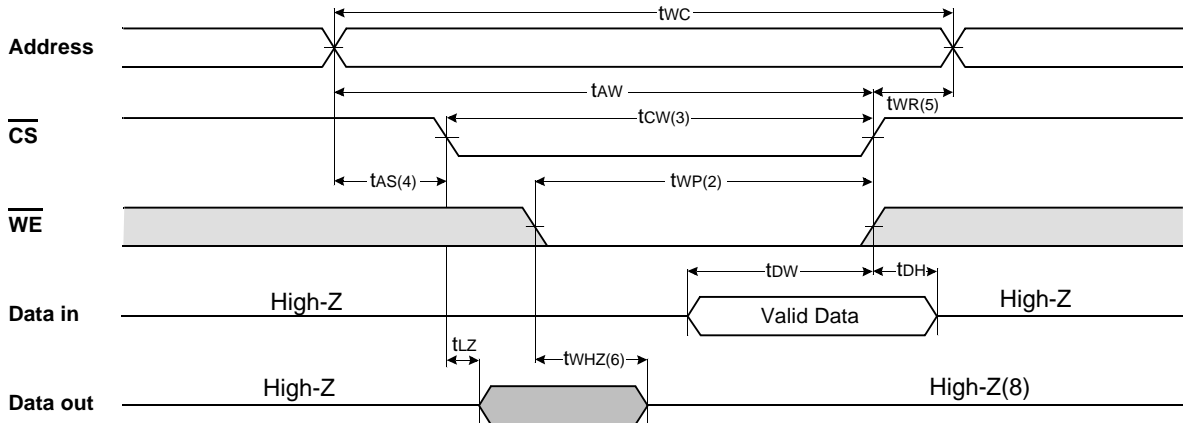 tWC
Address
tAW
tWR(5)
tCW(3)
CS
tAS(4)
tWP(2)
WE
tDW
tDH
High-Z
Valid Data
High-Z
Data in
tLZ
tWHZ(6)
High-Z
High-Z(8)
Data out